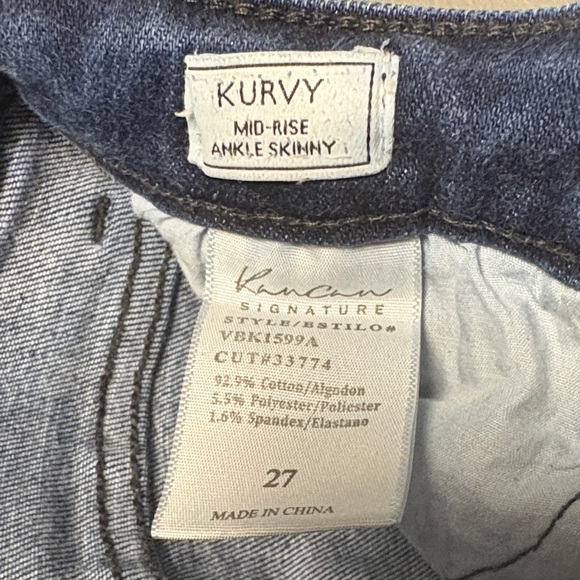 KURVY
MID-RISE
ANKLE SKINNY
Kancan
SIGNATURE
STYLE/ESTILO#
VBK1599A
CUT#33774
92.9% Cotton/Algodon
5.5% Polyester/Poliester
1.6% Spandex/Elastano
27
MADE IN CHINA